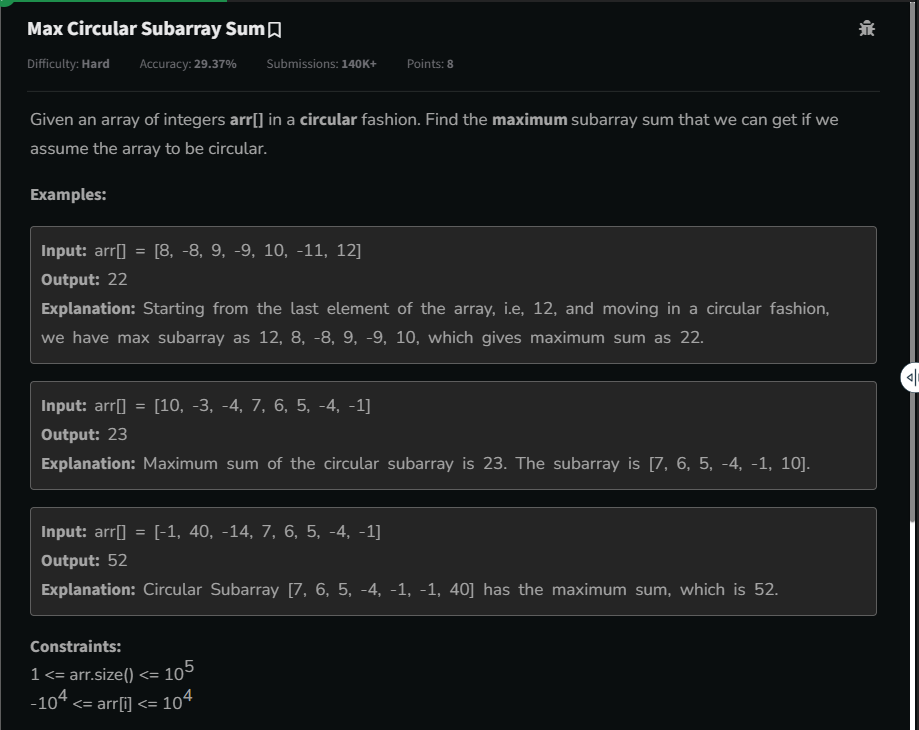 Max Circular Subarray Sum
Difficulty: Hard Accuracy: 29.37% Submissions: 140K+ Points: 8
Given an array of integers arr[] in a circular fashion. Find the maximum subarray sum that we can get if we
assume the array to be circular.
Examples:
Input: arr[] = [8, -8, 9, -9, 10, -11, 12]
Output: 22
Explanation: Starting from the last element of the array, i.e, 12, and moving in a circular fashion,
we have max subarray as 12, 8, -8, 9, -9, 10, which gives maximum sum as 22.
Input: arr[] = [10, -3, -4, 7, 6, 5, -4, -1]
Output: 23
Explanation: Maximum sum of the circular subarray is 23. The subarray is [7, 6, 5, -4, -1, 10].
Input: arr[] = [-1, 40, -14, 7, 6, 5, -4, -1]
Output: 52
Explanation: Circular Subarray [7, 6, 5, -4, -1, -1, 40] has the maximum sum, which is 52.
Constraints:
1 <= arr.size() <= 10⁵
-10⁴ <= arr[i] <= 10⁴